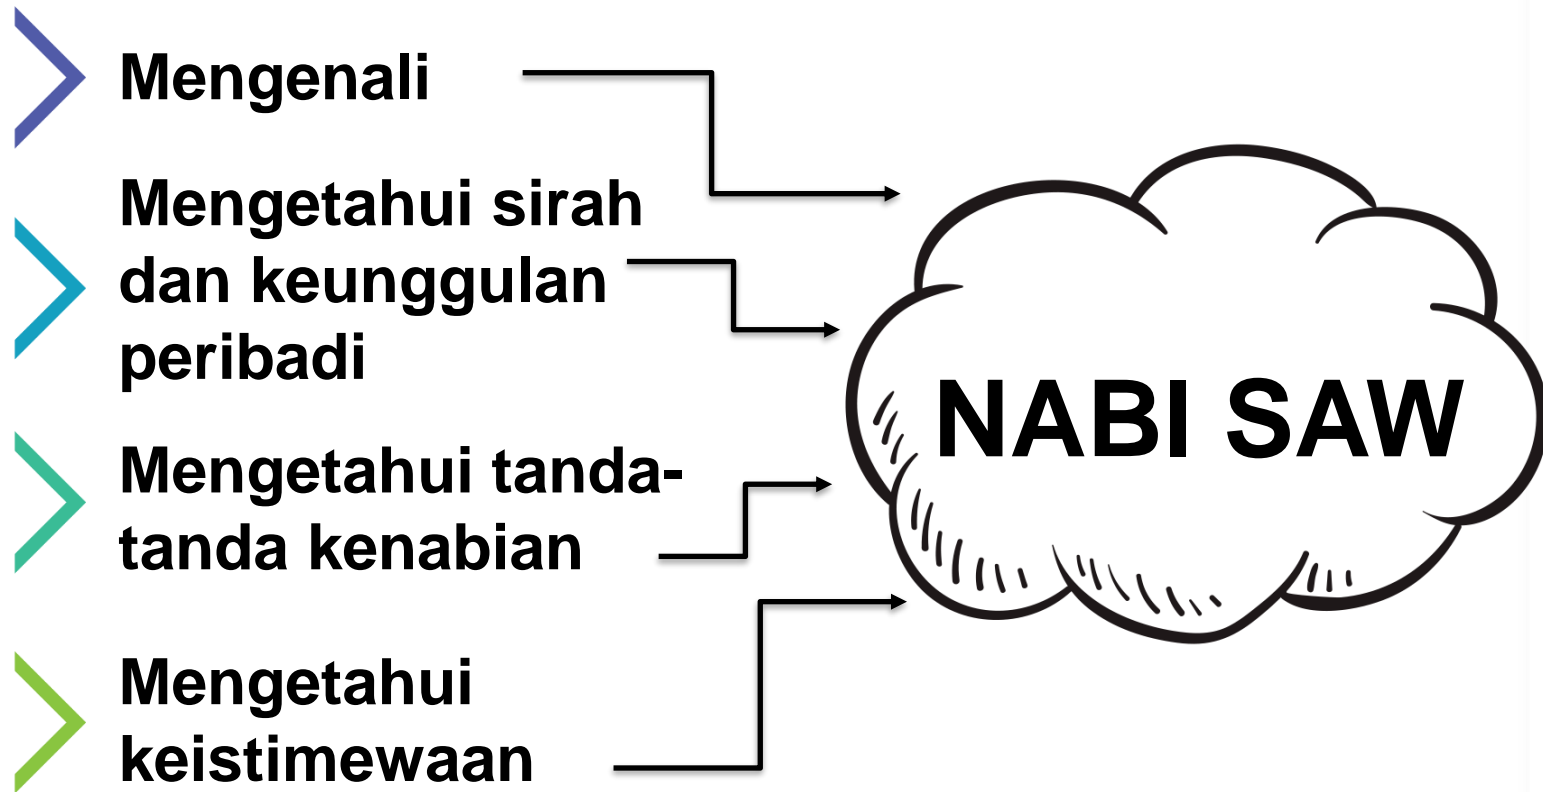 Mengenali
Mengetahui sirah
dan keunggulan
peribadi
Mengetahui tanda-
tanda kenabian
Mengetahui
keistimewaan
NABI SAW